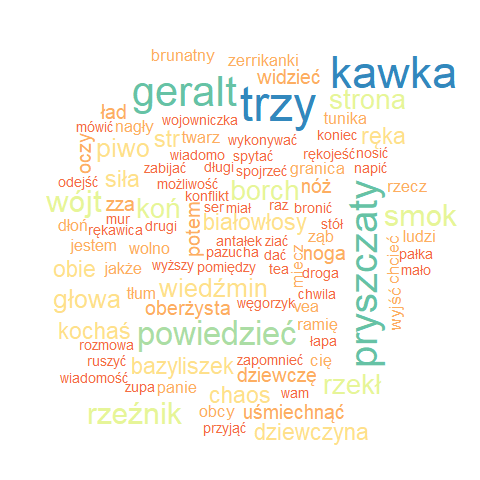 brunatny
zerrikanki
kawka
widzieć
geralt
trzy
strona
ład
wojowniczka
tunika
mówić
nagły
str
twarz
wykonywać
koniec
ręka
oczy
piwo
wiadomo
spytać
rękojeść
nosić
zabijać
długi
spojrzeć
granica
napić
odejść
siła
możliwość
borch
nóż
rzecz
wójt
zza
koń
konflikt
ser
miał
raz
bronić
pryszczaty
smok
mur
dłoń
rękawica
drugi
potem
białowłosy
stół
ząb
ludzi
jestem
wolno
antałek
ziać
pazucha
dać
noga
chcieć
pałka
obie
jakże
wyższy
pomiędzy
tea
miecz
droga
mało
głowa
tłum
wiedźmin
chwila
wyjść
oberżysta
węgorzyk
vea
ramię
kochaś
powiedzieć
łapa
rozmowa
ruszyć
bazyliszek
zapomnieć
cię
wiadomość
żupa
panie
dziewczę
chaos
wam
rzekł
rzeźnik
obcy
uśmiechnąć
przyjąć
dziewczyna